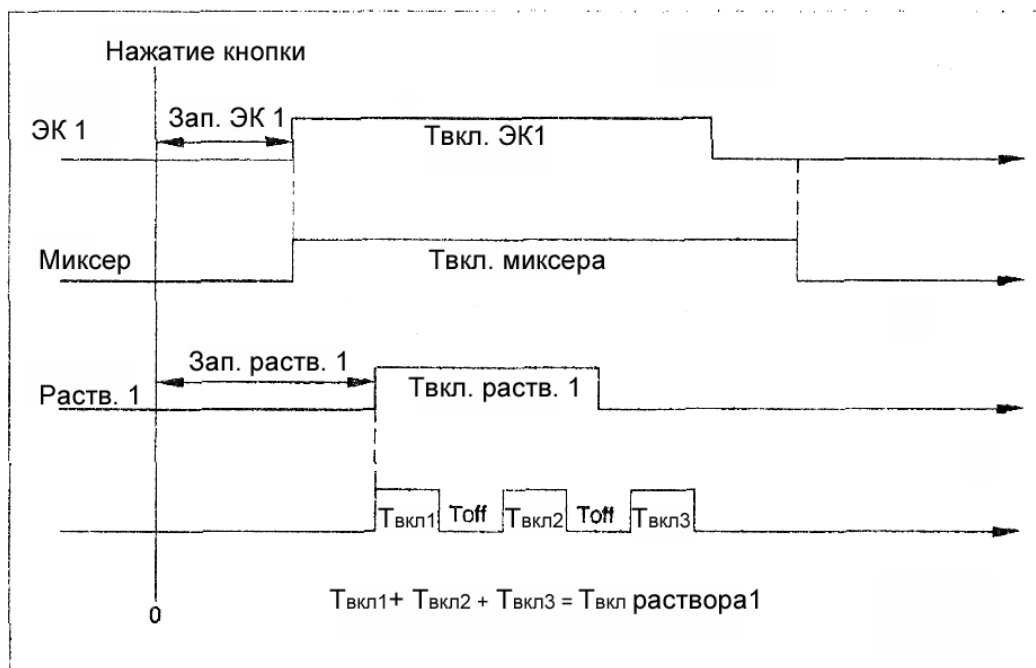 Нажатие кнопки
ЭК 1
Зап. ЭК 1
Твкл. ЭК1
Миксер
Твкл. миксера
Раств. 1
Зап. раств. 1
Твкл. раств. 1
Твкл1 Toff Твкл2 Toff Твкл3
0
Твкл1+ Твкл2 + Твкл3 = Твкл раствора1